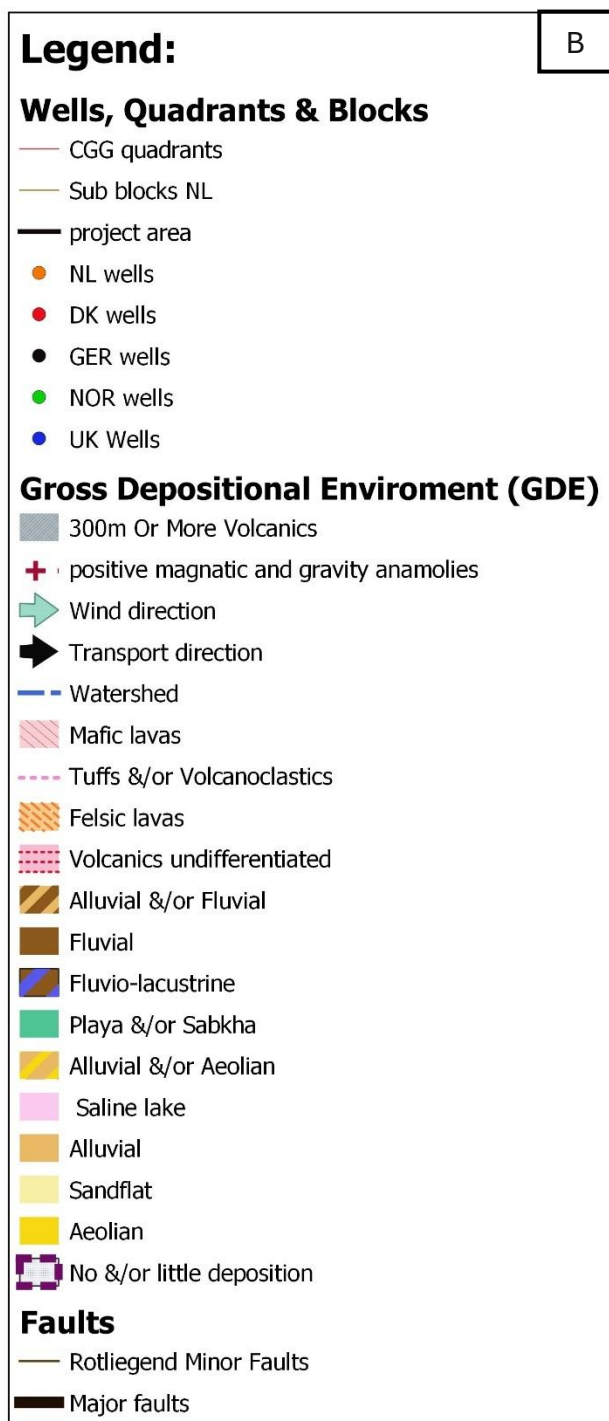 Legend:
B
Wells, Quadrants & Blocks
CGG quadrants
Sub blocks NL
project area
NL wells
DK wells
GER wells
NOR wells
UK Wells
Gross Depositional Enviroment (GDE)
300m Or More Volcanics
positive magnatic and gravity anamolies
Wind direction
Transport direction
Watershed
Mafic lavas
Tuffs &/or Volcanoclastics
Felsic lavas
Volcanics undifferentiated
Alluvial &/or Fluvial
Fluvial
Fluvio-lacustrine
Playa &/or Sabkha
Alluvial &/or Aeolian
Saline lake
Alluvial
Sandflat
Aeolian
No &/or little deposition
Faults
Rotliegend Minor Faults
Major faults